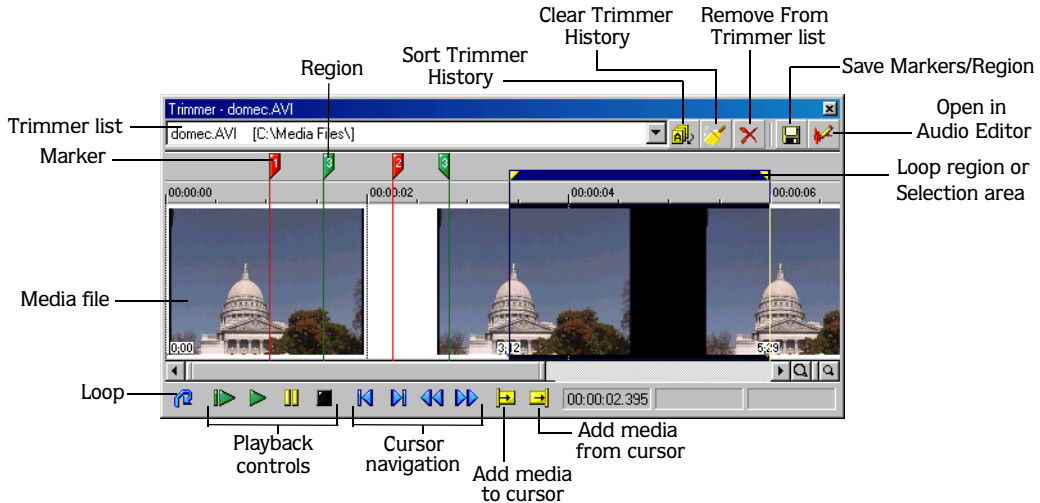 Clear Trimmer
History
Remove From
Trimmer list
Sort Trimmer
History
Region
Save Markers/Region
Trimmer list
Marker
Open in
Audio Editor
Trimmer - domec.AVI
domec.AVI [C:\Media Files\]
1
3
2
3
Loop region or
Selection area
00:00:00
00:00:02
00:00:04
00:00:06
Media file
0;00
3;12
5;29
Loop
00:00:02.395
Playback
controls
Cursor
navigation
Add media
to cursor
Add media
from cursor